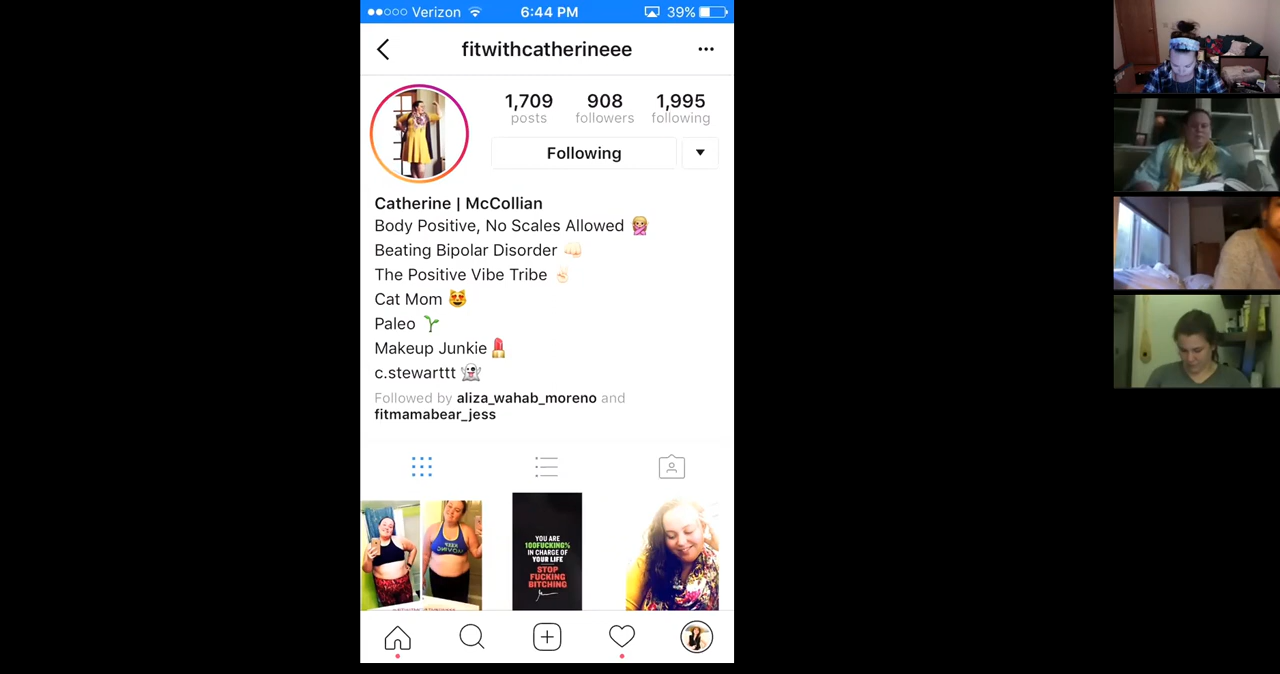 Verizon 6:44 PM 39%
fitwithcatherineee
1,709 908 1,995
posts followers following
Following
Catherine | McCollian
Body Positive, No Scales Allowed 🙋🏼
Beating Bipolar Disorder 👊🏻
The Positive Vibe Tribe ✌🏻
Cat Mom 😻
Paleo 🌱
Makeup Junkie 💄
c.stewarttt 👻
Followed by aliza_wahab_moreno and
fitmamabear_jess
YOU ARE
100FUCKING%
IN CHARGE OF
YOUR LIFE
STOP
FUCKING
BITCHING